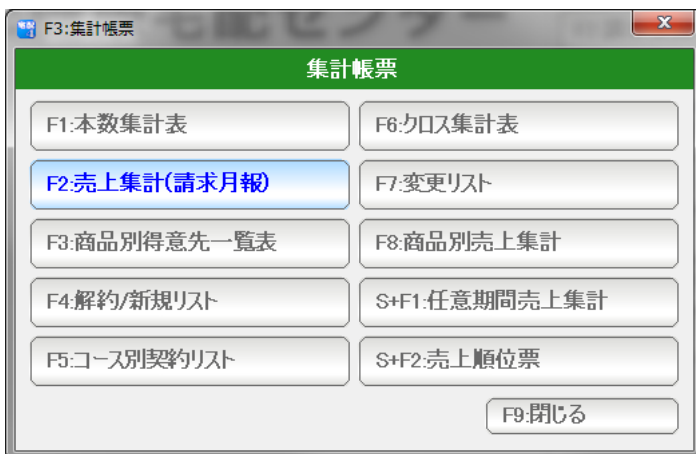 F3:集計帳票
集計帳票
F1:本数集計表
F2:売上集計(請求月報)
F3:商品別得意先一覧表
F4:解約/新規リスト
F5:コース別契約リスト
F6:クロス集計表
F7:変更リスト
F8:商品別売上集計
S+F1:任意期間売上集計
S+F2:売上順位票
F9:閉じる